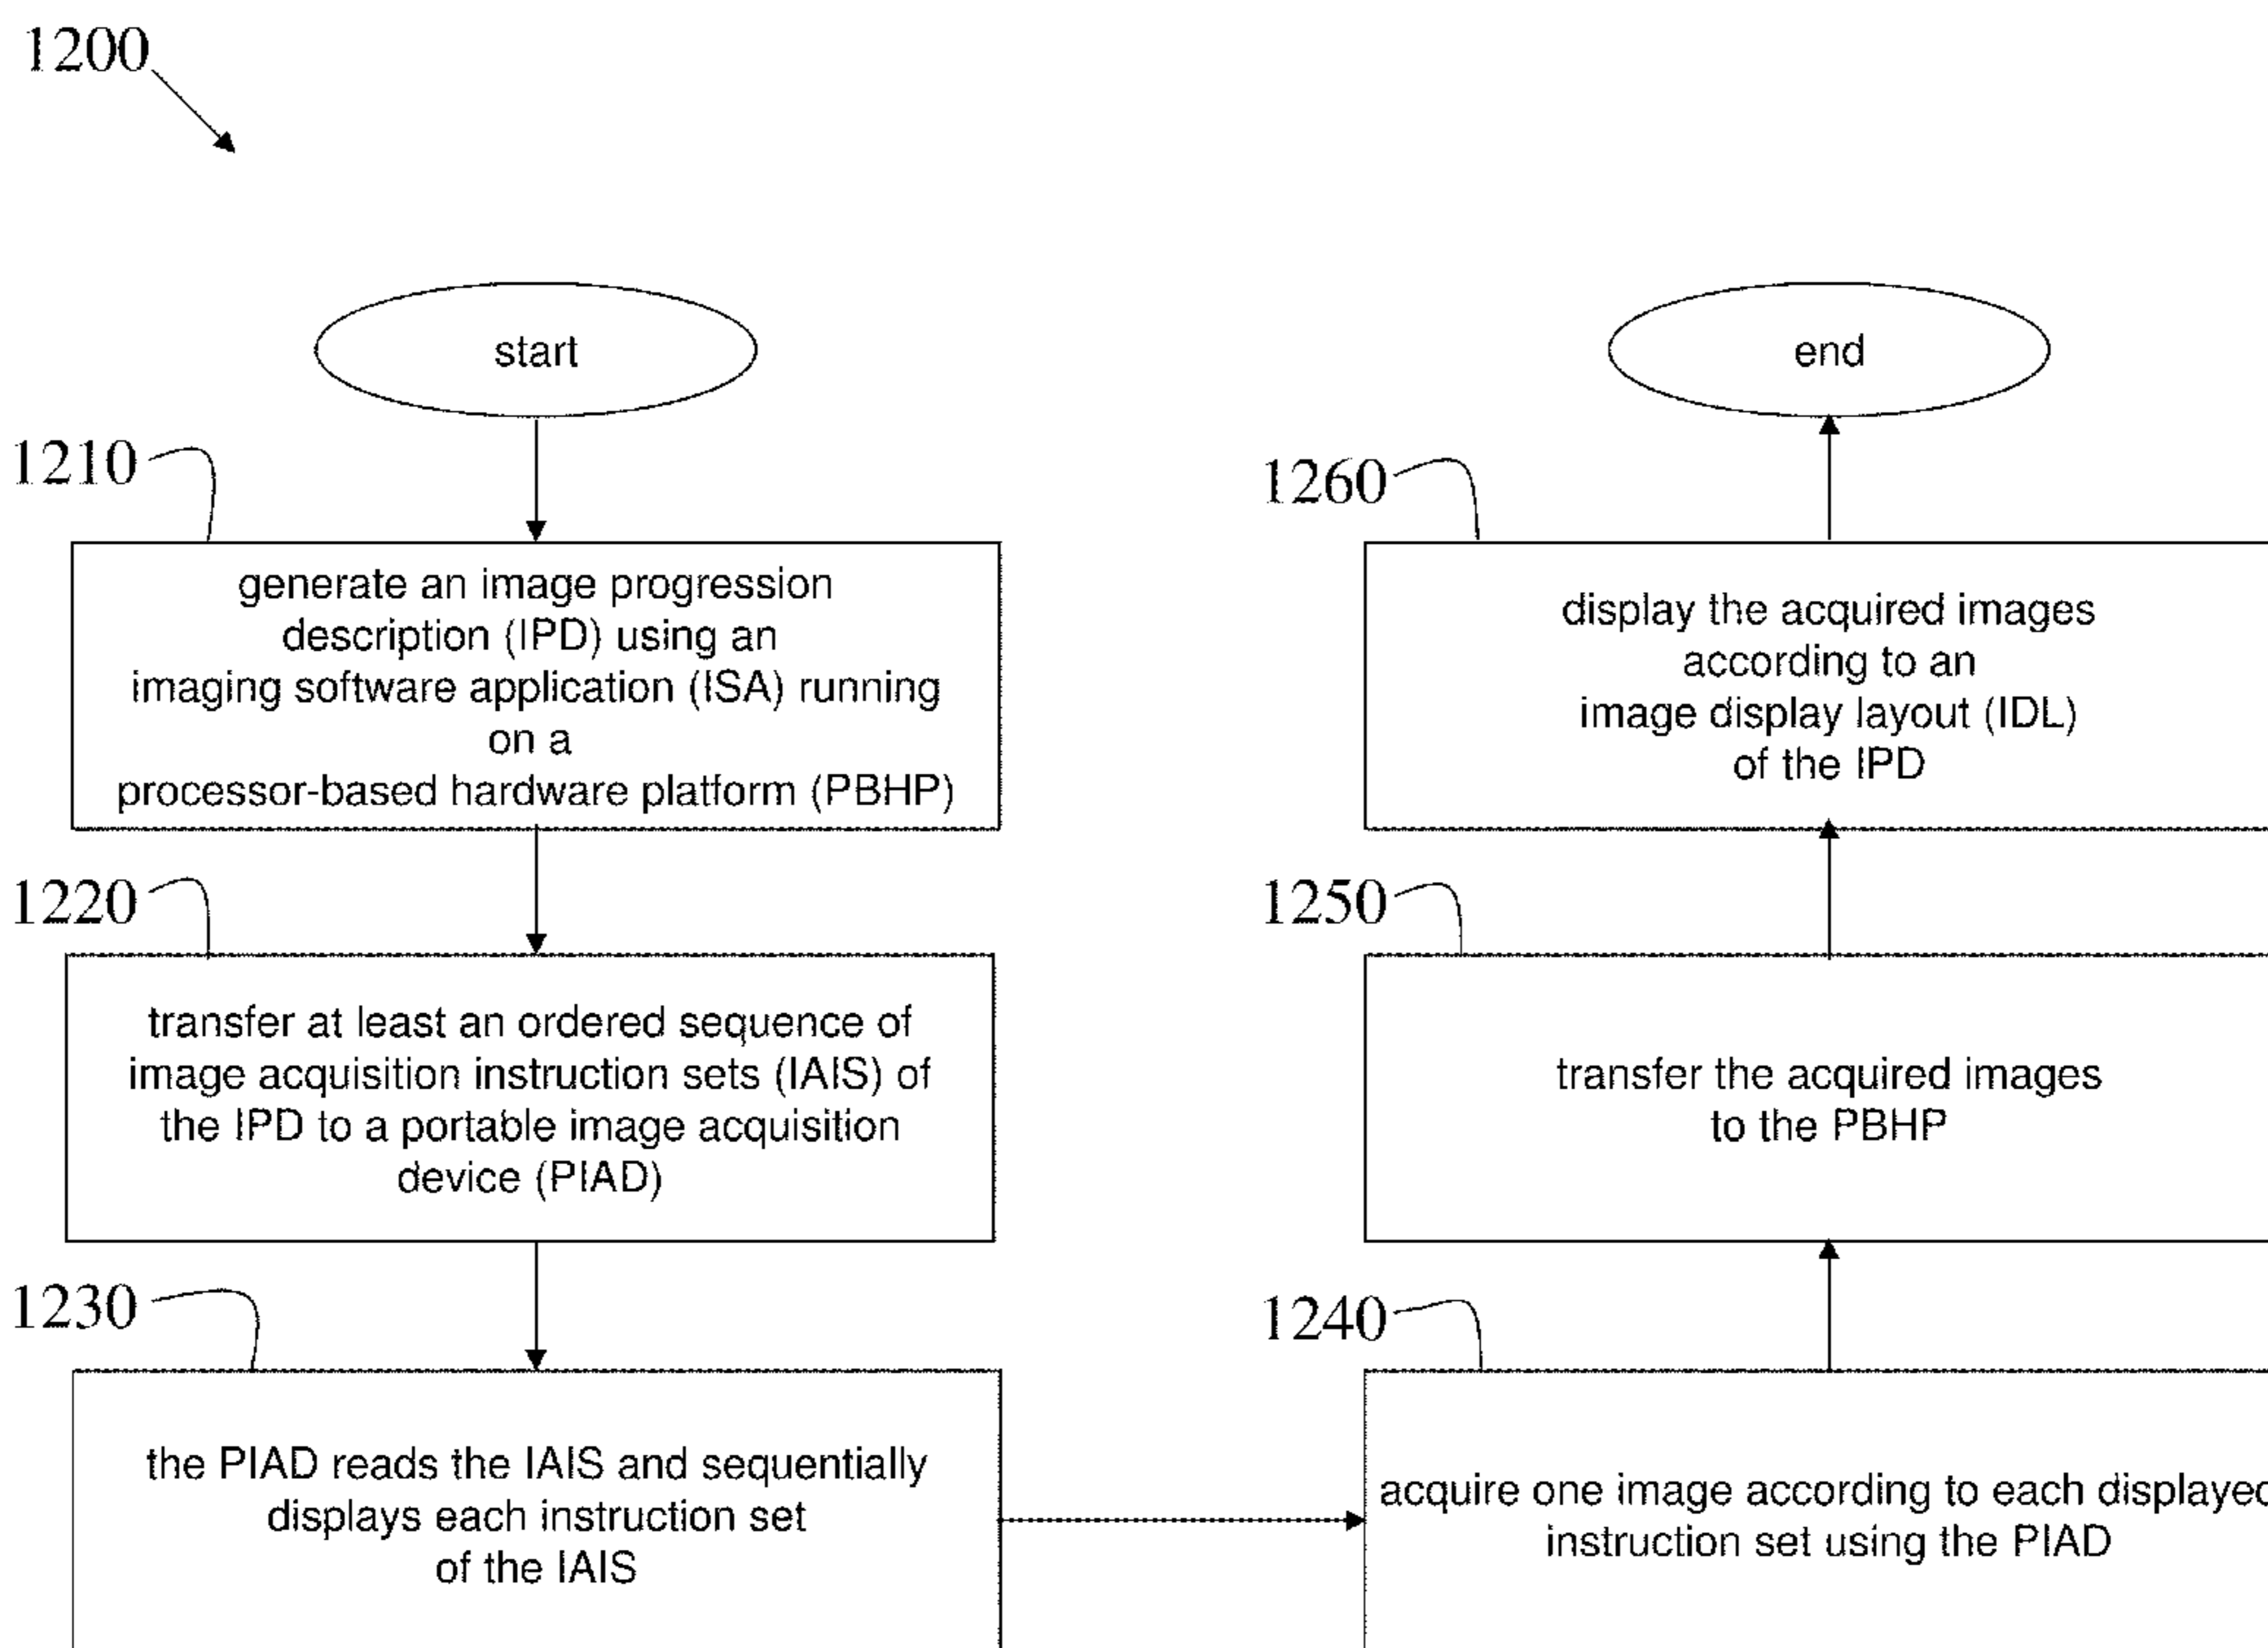 1200
start
1210
generate an image progression
description (IPD) using an
imaging software application (ISA) running
on a
processor-based hardware platform (PBHP)
1220
transfer at least an ordered sequence of
image acquisition instruction sets (IAIS) of
the IPD to a portable image acquisition
device (PIAD)
1230
the PIAD reads the IAIS and sequentially
displays each instruction set
of the IAIS
1240
acquire one image according to each displayed
instruction set using the PIAD
1250
transfer the acquired images
to the PBHP
1260
display the acquired images
according to an
image display layout (IDL)
of the IPD
end